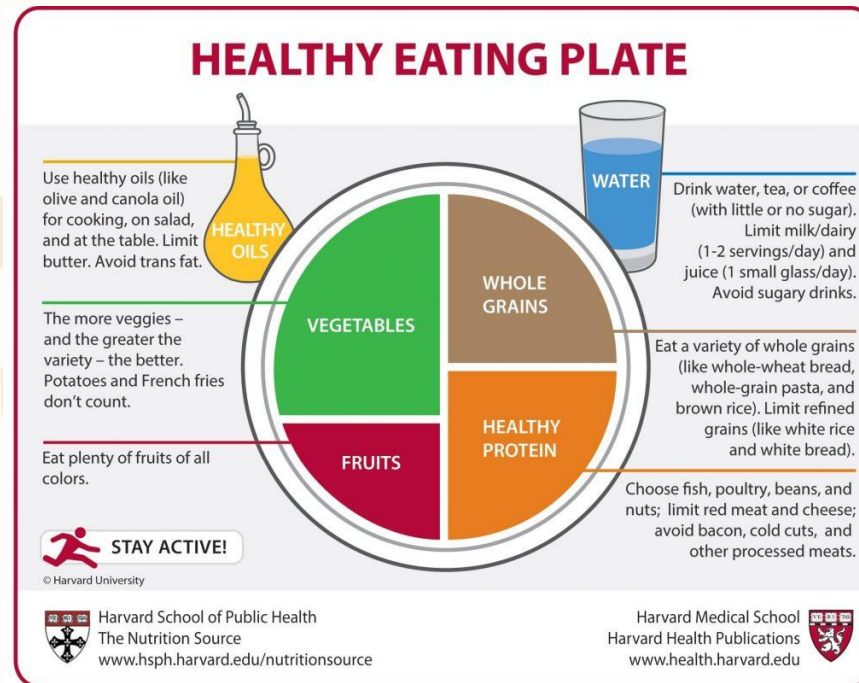 HEALTHY EATING PLATE
Use healthy oils (like
olive and canola oil)
for cooking, on salad,
and at the table. Limit
butter. Avoid trans fat.
HEALTHY
OILS
WATER
Drink water, tea, or coffee
(with little or no sugar).
Limit milk/dairy
(1-2 servings/day) and
juice (1 small glass/day).
Avoid sugary drinks.
The more veggies –
and the greater the
variety – the better.
Potatoes and French fries
don’t count.
VEGETABLES
WHOLE
GRAINS
Eat a variety of whole grains
(like whole-wheat bread,
whole-grain pasta, and
brown rice). Limit refined
grains (like white rice
and white bread).
Eat plenty of fruits of all
colors.
FRUITS
HEALTHY
PROTEIN
Choose fish, poultry, beans, and
nuts; limit red meat and cheese;
avoid bacon, cold cuts, and
other processed meats.
STAY ACTIVE!
© Harvard University
Harvard School of Public Health
The Nutrition Source
www.hsph.harvard.edu/nutritionsource
Harvard Medical School
Harvard Health Publications
www.health.harvard.edu